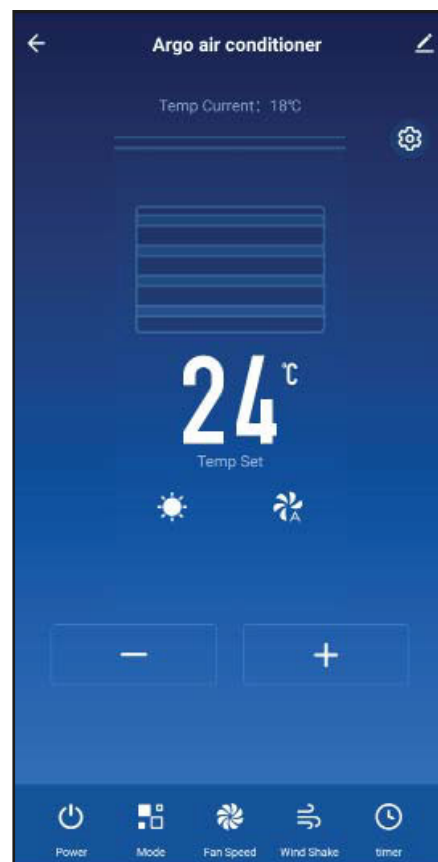 Argo air conditioner
Temp Current: 18℃
24 ℃
Temp Set
A
Power Mode Fan Speed Wind Shake timer